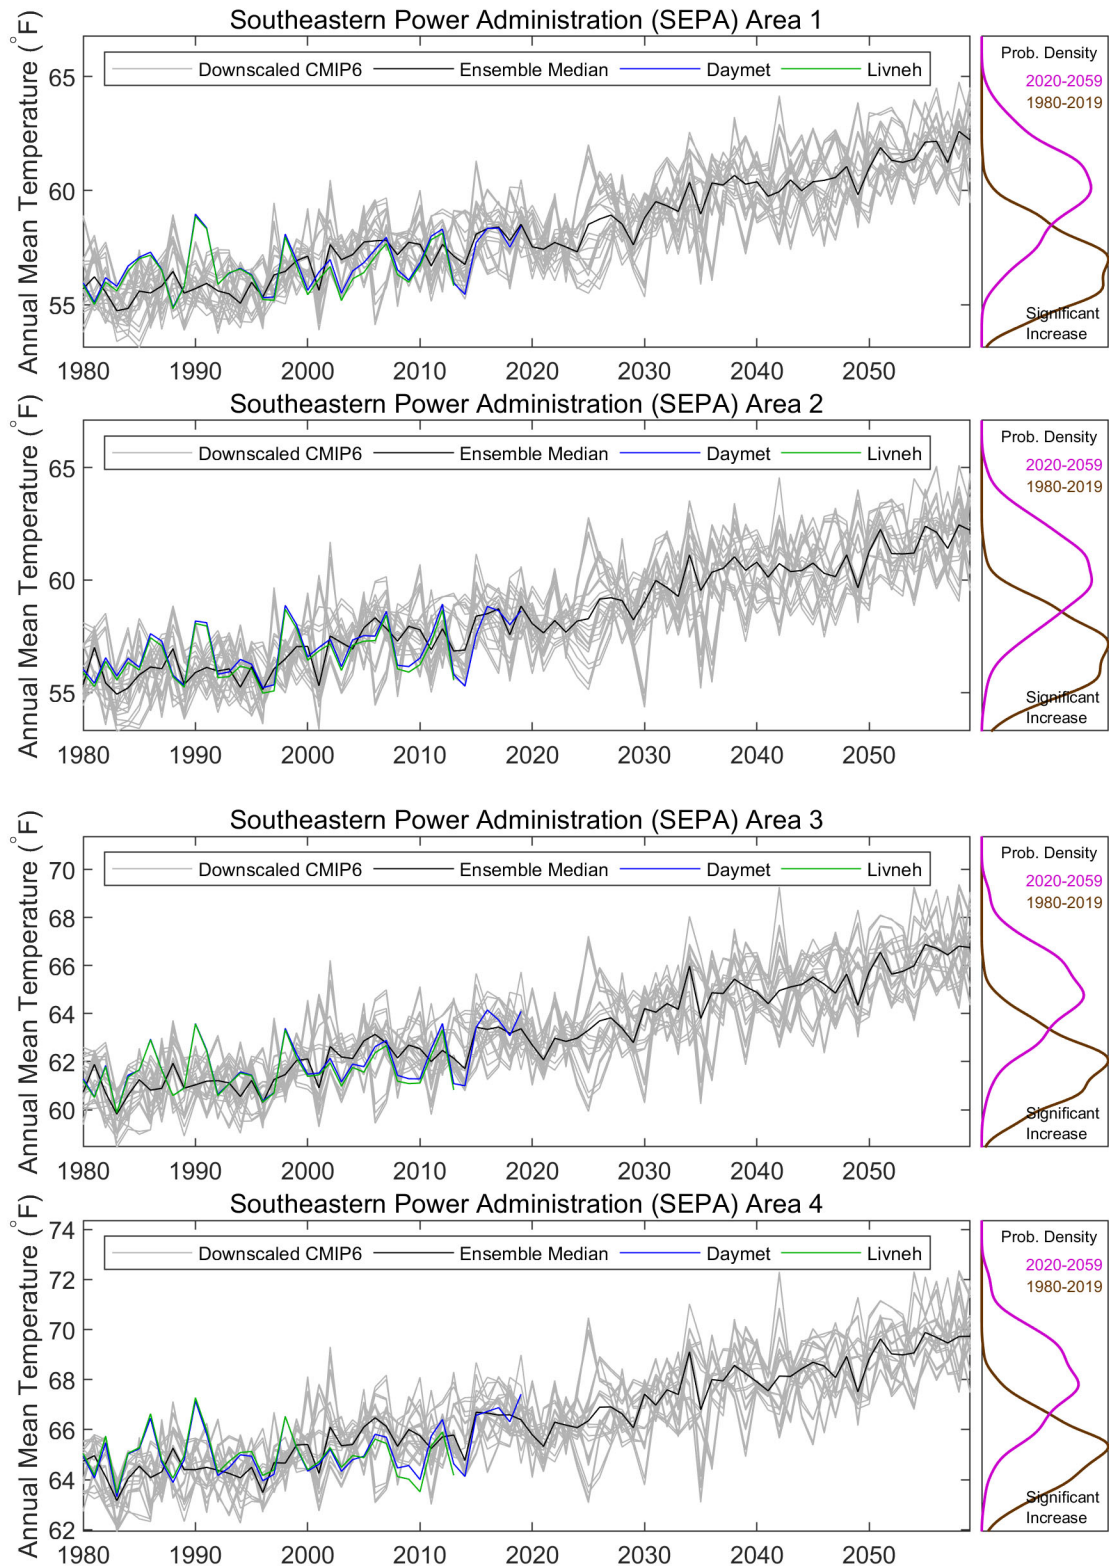 Southeastern Power Administration (SEPA) Area 1
Annual Mean Temperature (°F)
65
60
55
Downscaled CMIP6 Ensemble Median Daymet Livneh
1980 1990 2000 2010 2020 2030 2040 2050
Prob. Density
2020-2059
1980-2019
Significant
Increase
Southeastern Power Administration (SEPA) Area 2
Annual Mean Temperature (°F)
65
60
55
Downscaled CMIP6 Ensemble Median Daymet Livneh
1980 1990 2000 2010 2020 2030 2040 2050
Prob. Density
2020-2059
1980-2019
Significant
Increase
Southeastern Power Administration (SEPA) Area 3
Annual Mean Temperature (°F)
70
68
66
64
62
60
Downscaled CMIP6 Ensemble Median Daymet Livneh
1980 1990 2000 2010 2020 2030 2040 2050
Prob. Density
2020-2059
1980-2019
Significant
Increase
Southeastern Power Administration (SEPA) Area 4
Annual Mean Temperature (°F)
74
72
70
68
66
64
62
Downscaled CMIP6 Ensemble Median Daymet Livneh
1980 1990 2000 2010 2020 2030 2040 2050
Prob. Density
2020-2059
1980-2019
Significant
Increase